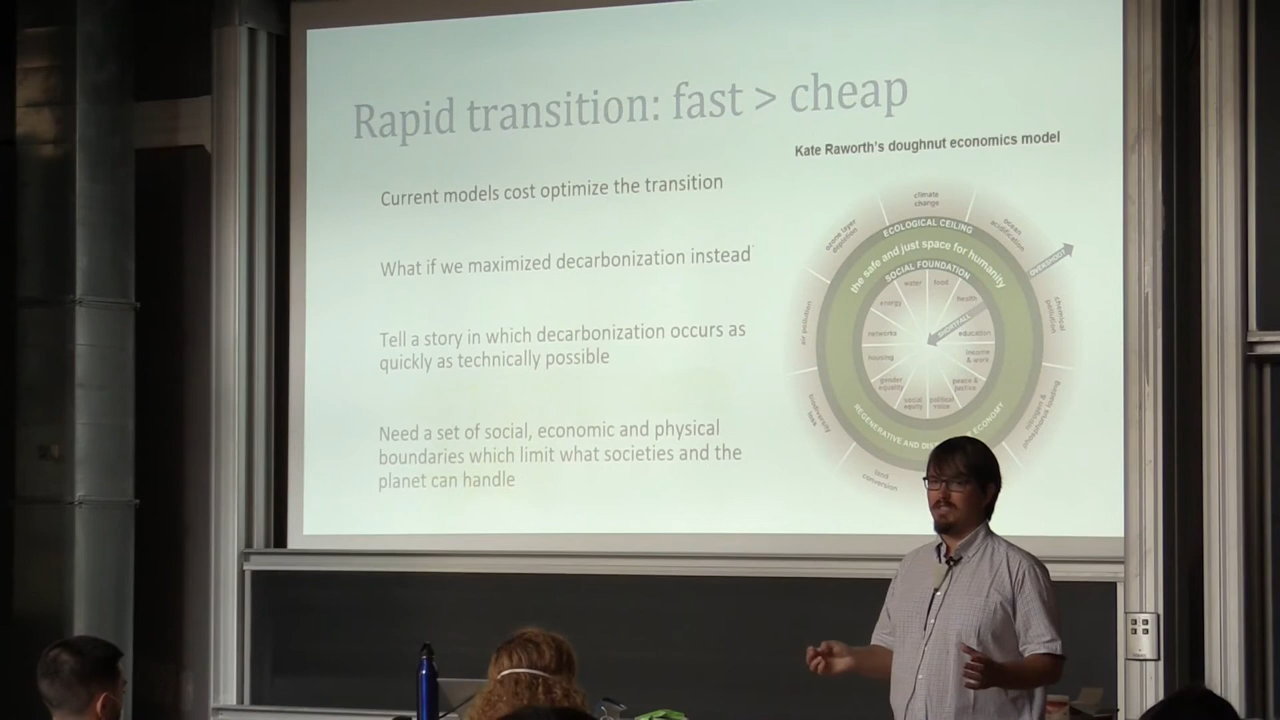 Rapid transition: fast > cheap
Kate Raworth's doughnut economics model
Current models cost optimize the transition
What if we maximized decarbonization instead
Tell a story in which decarbonization occurs as
quickly as technically possible
Need a set of social, economic and physical
boundaries which limit what societies and the
planet can handle
climate
change
ocean
acidification
chemical
pollution
nitrogen &
phosphorus loading
land
conversion
biodiversity
loss
air pollution
ozone layer
depletion
ECOLOGICAL CEILING
the safe and just space for humanity
SOCIAL FOUNDATION
OVERSHOOT
SHORTFALL
water
food
health
education
income
& work
peace &
justice
political
voice
social
equity
gender
equality
housing
networks
energy
REGENERATIVE AND ECONOMY